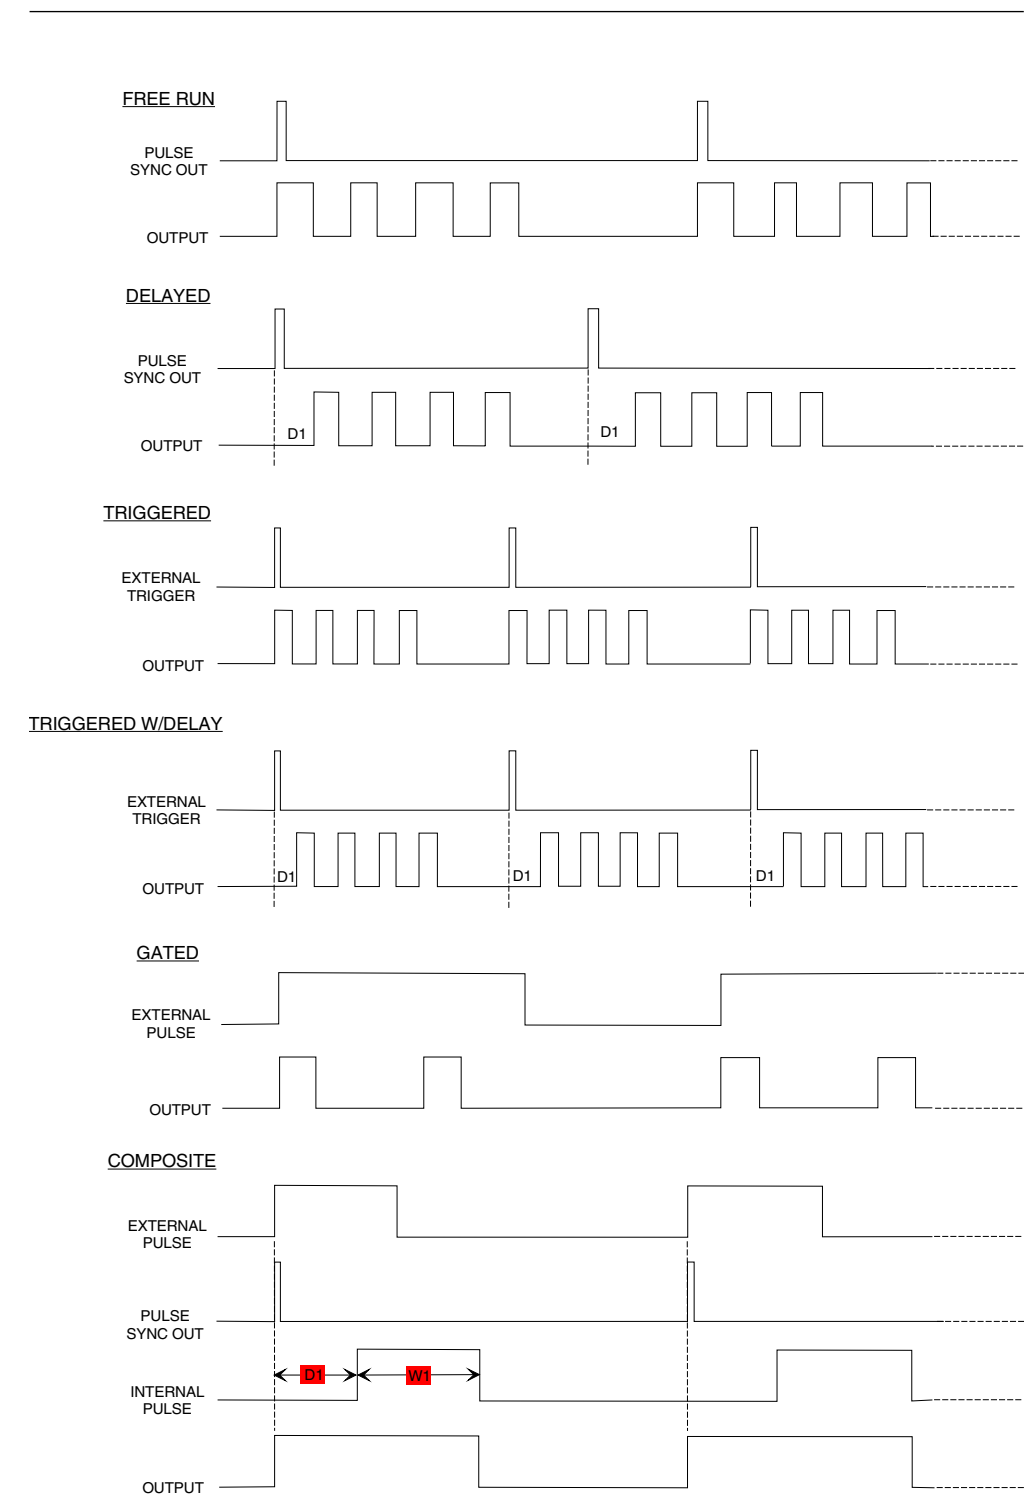 FREE RUN
PULSE
SYNC OUT
OUTPUT
DELAYED
PULSE
SYNC OUT
D1
D1
OUTPUT
TRIGGERED
EXTERNAL
TRIGGER
OUTPUT
TRIGGERED W/DELAY
EXTERNAL
TRIGGER
D1
D1
D1
OUTPUT
GATED
EXTERNAL
PULSE
OUTPUT
COMPOSITE
EXTERNAL
PULSE
PULSE
SYNC OUT
D1
W1
INTERNAL
PULSE
OUTPUT